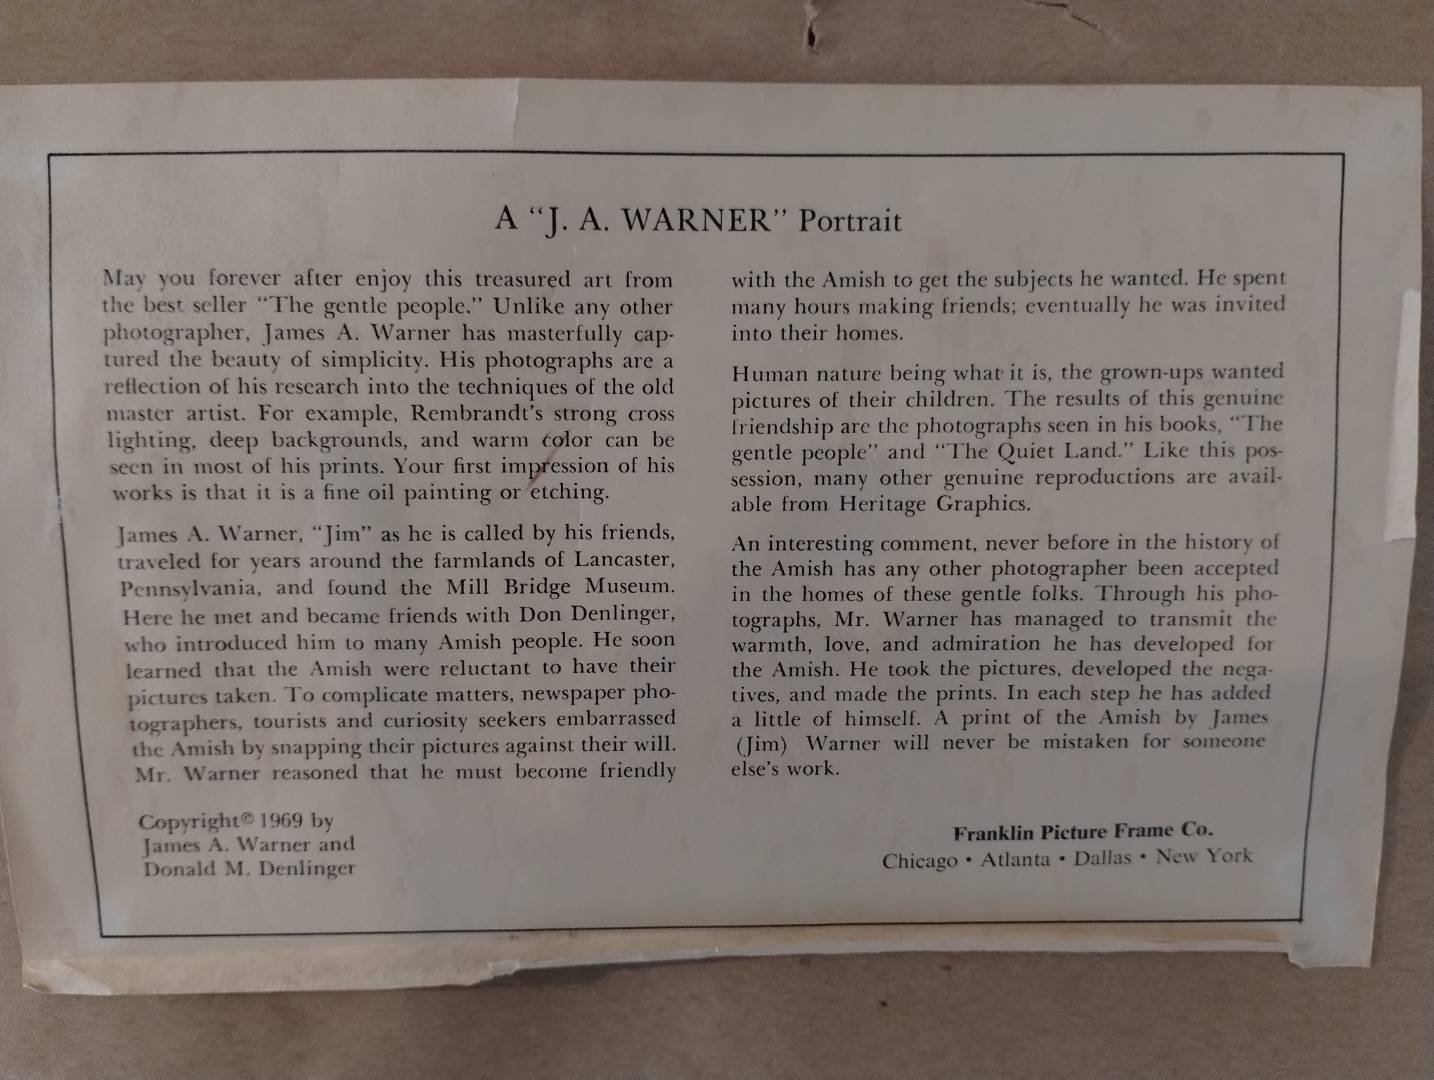 A “J. A. WARNER” Portrait
May you forever after enjoy this treasured art from
the best seller “The gentle people.” Unlike any other
photographer, James A. Warner has masterfully cap-
tured the beauty of simplicity. His photographs are a
reflection of his research into the techniques of the old
master artist. For example, Rembrandt’s strong cross
lighting, deep backgrounds, and warm color can be
seen in most of his prints. Your first impression of his
works is that it is a fine oil painting or etching.
James A. Warner, “Jim” as he is called by his friends,
traveled for years around the farmlands of Lancaster,
Pennsylvania, and found the Mill Bridge Museum.
Here he met and became friends with Don Denlinger,
who introduced him to many Amish people. He soon
learned that the Amish were reluctant to have their
pictures taken. To complicate matters, newspaper pho-
tographers, tourists and curiosity seekers embarrassed
the Amish by snapping their pictures against their will.
Mr. Warner reasoned that he must become friendly
with the Amish to get the subjects he wanted. He spent
many hours making friends; eventually he was invited
into their homes.
Human nature being what it is, the grown-ups wanted
pictures of their children. The results of this genuine
friendship are the photographs seen in his books, “The
gentle people” and “The Quiet Land.” Like this pos-
session, many other genuine reproductions are avail-
able from Heritage Graphics.
An interesting comment, never before in the history of
the Amish has any other photographer been accepted
in the homes of these gentle folks. Through his pho-
tographs, Mr. Warner has managed to transmit the
warmth, love, and admiration he has developed for
the Amish. He took the pictures, developed the nega-
tives, and made the prints. In each step he has added
a little of himself. A print of the Amish by James
(Jim) Warner will never be mistaken for someone
else’s work.
Copyright© 1969 by
James A. Warner and
Donald M. Denlinger
Franklin Picture Frame Co.
Chicago • Atlanta • Dallas • New York